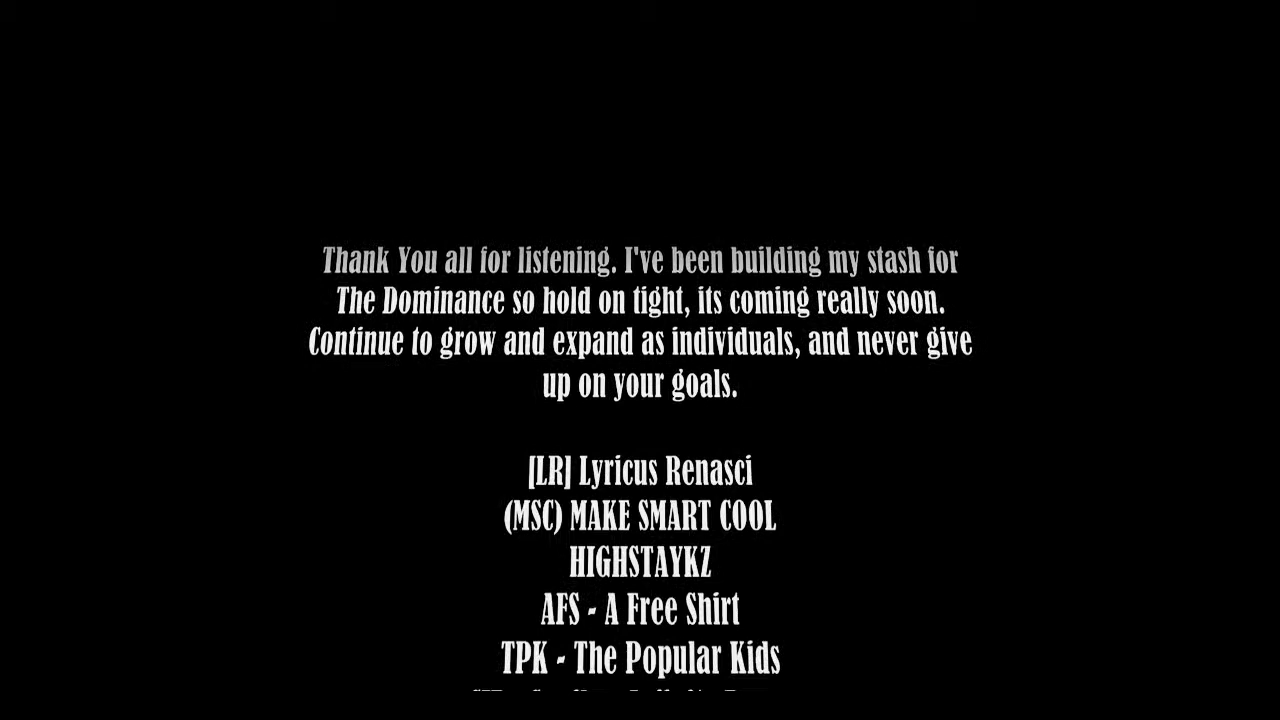 Thank You all for listening. I've been building my stash for
The Dominance so hold on tight, its coming really soon.
Continue to grow and expand as individuals, and never give
up on your goals.
[LR] Lyricus Renasci
(MSC) MAKE SMART COOL
HIGHSTAYKZ
AFS - A Free Shirt
TPK - The Popular Kids